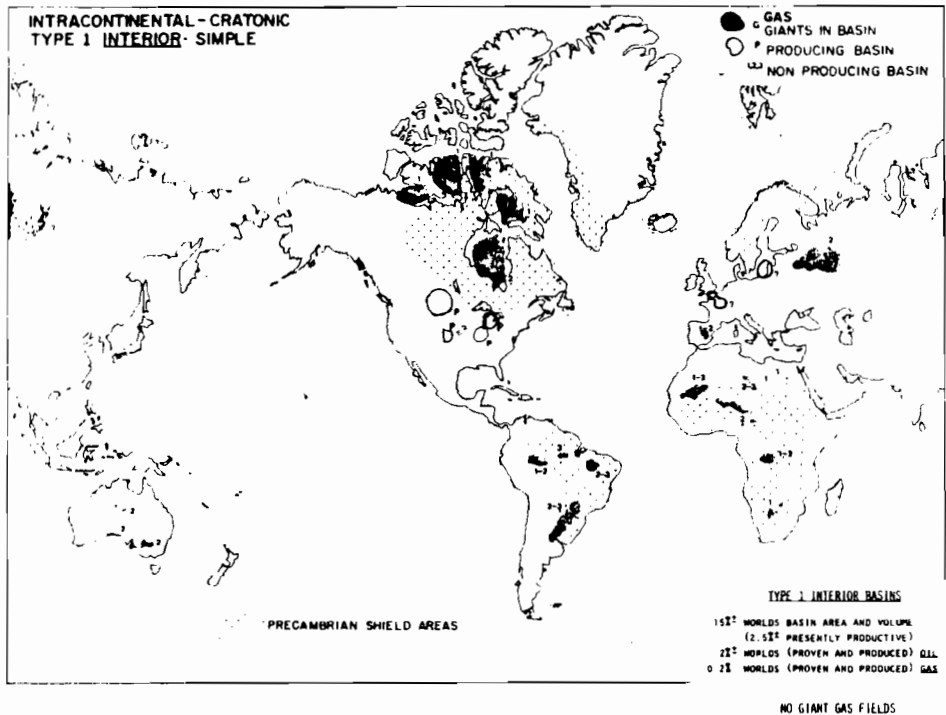 INTRACONTINENTAL - CRATONIC
TYPE 1 INTERIOR - SIMPLE
G GAS
GIANTS IN BASIN
P PRODUCING BASIN
NON PRODUCING BASIN
PRECAMBRIAN SHIELD AREAS
TYPE 1 INTERIOR BASINS
15%± WORLDS BASIN AREA AND VOLUME
(2.5%± PRESENTLY PRODUCTIVE)
2%± WORLDS (PROVEN AND PRODUCED) OIL
0.2% WORLDS (PROVEN AND PRODUCED) GAS
NO GIANT GAS FIELDS